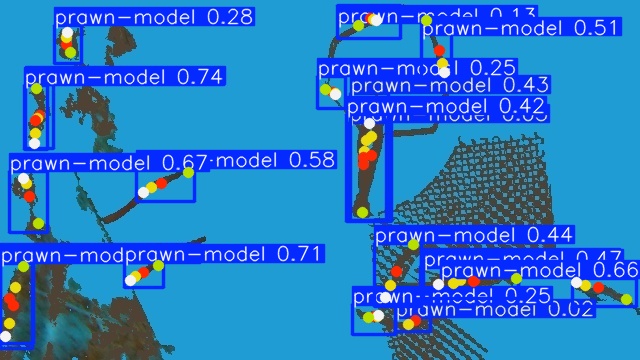 prawn-model 0.28
prawn-model 0.13
prawn-model 0.51
prawn-model 0.74
prawn-model 0.25
prawn-model 0.43
prawn-model 0.42
prawn-model 0.67
-model 0.58
prawn-model 0.44
prawn-mod
prawn-model 0.71
prawn-model 0.47
prawn-model 0.66
prawn-model 0.25
prawn-model 0.02